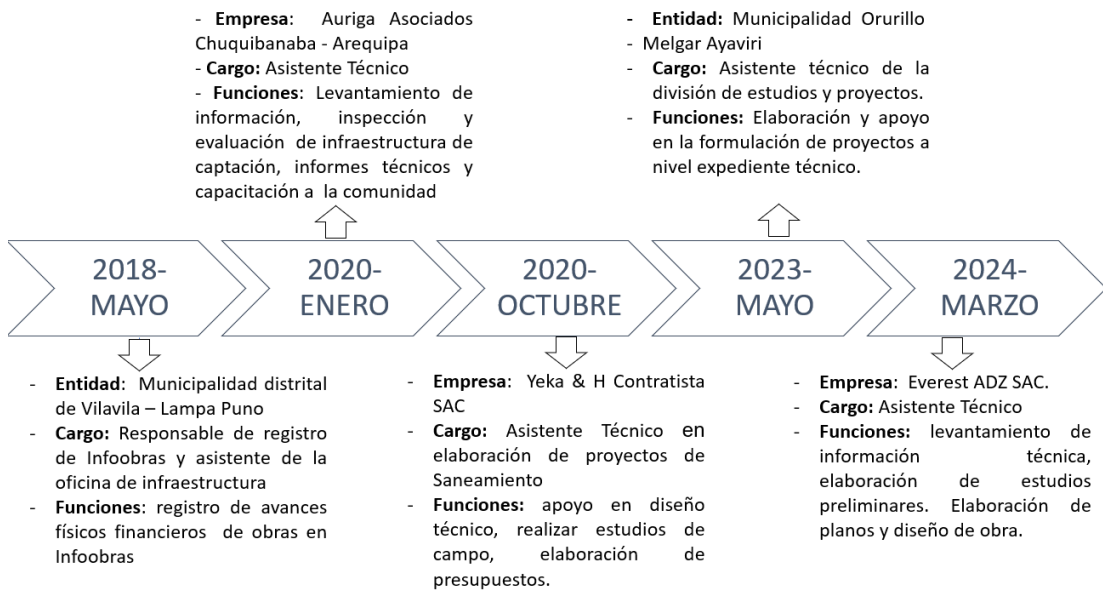 - Empresa: Auriga Asociados
Chuquibanaba - Arequipa
- Cargo: Asistente Técnico
- Funciones: Levantamiento de
información, inspección y
evaluación de infraestructura de
captación, informes técnicos y
capacitación a la comunidad
- Entidad: Municipalidad Orurillo
- Melgar Ayaviri
- Cargo: Asistente técnico de la
división de estudios y proyectos.
- Funciones: Elaboración y apoyo
en la formulación de proyectos a
nivel expediente técnico.
2018-
MAYO
2020-
ENERO
2020-
OCTUBRE
2023-
MAYO
2024-
MARZO
- Entidad: Municipalidad distrital
de Vilavila – Lampa Puno
- Cargo: Responsable de registro
de Infoobras y asistente de la
oficina de infraestructura
- Funciones: registro de avances
físicos financieros de obras en
Infoobras
- Empresa: Yeka & H Contratista
SAC
- Cargo: Asistente Técnico en
elaboración de proyectos de
Saneamiento
- Funciones: apoyo en diseño
técnico, realizar estudios de
campo, elaboración de
presupuestos.
- Empresa: Everest ADZ SAC.
- Cargo: Asistente Técnico
- Funciones: levantamiento de
información técnica,
elaboración de estudios
preliminares. Elaboración de
planos y diseño de obra.